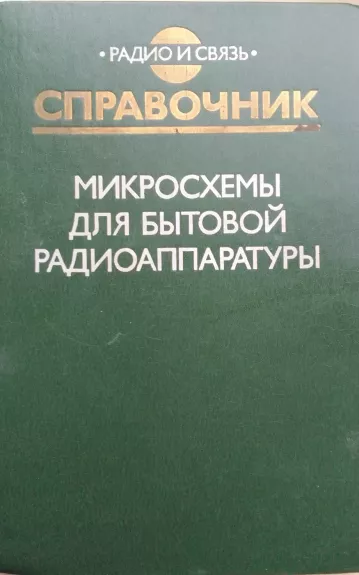 • РАДИО И СВЯЗЬ •
СПРАВОЧНИК
МИКРОСХЕМЫ
ДЛЯ БЫТОВОЙ
РАДИОАППАРАТУРЫ